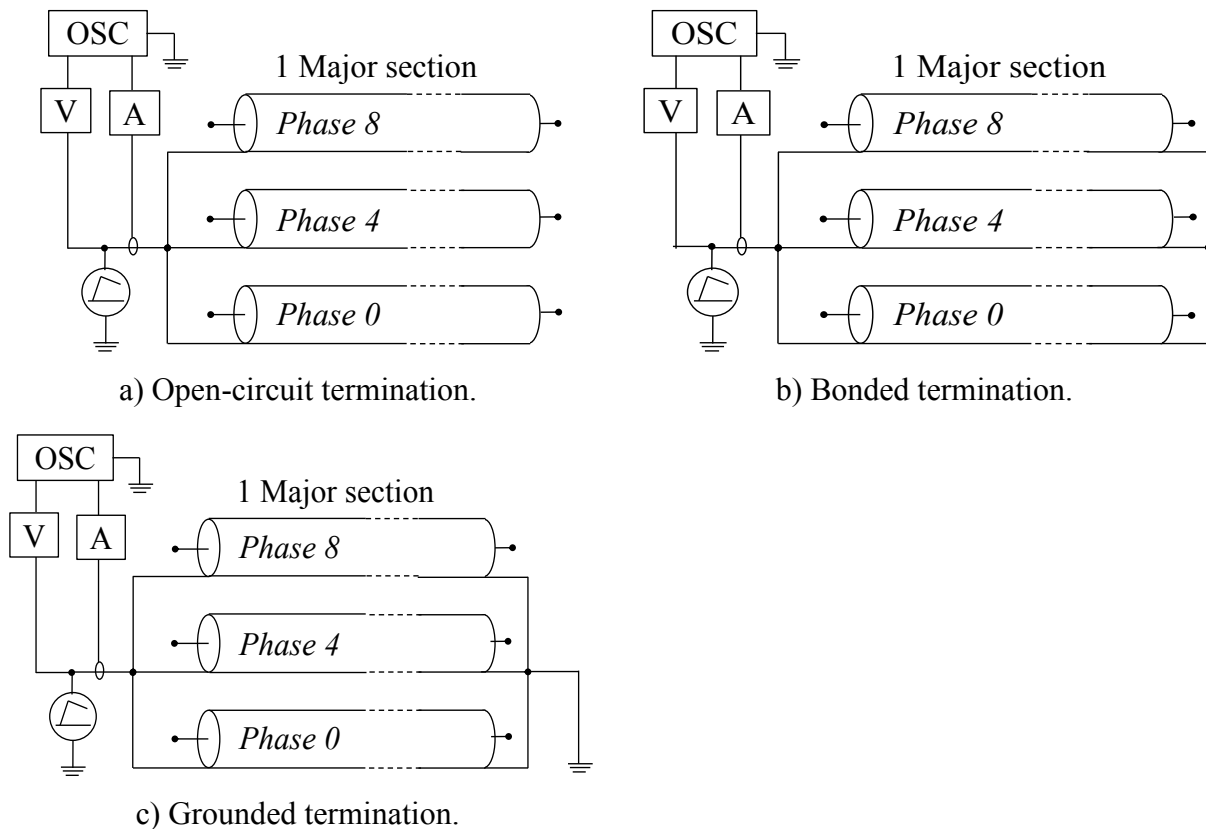 OSC
V
A
1 Major section
Phase 8
Phase 4
Phase 0
a) Open-circuit termination.
OSC
V
A
1 Major section
Phase 8
Phase 4
Phase 0
b) Bonded termination.
OSC
V
A
1 Major section
Phase 8
Phase 4
Phase 0
c) Grounded termination.